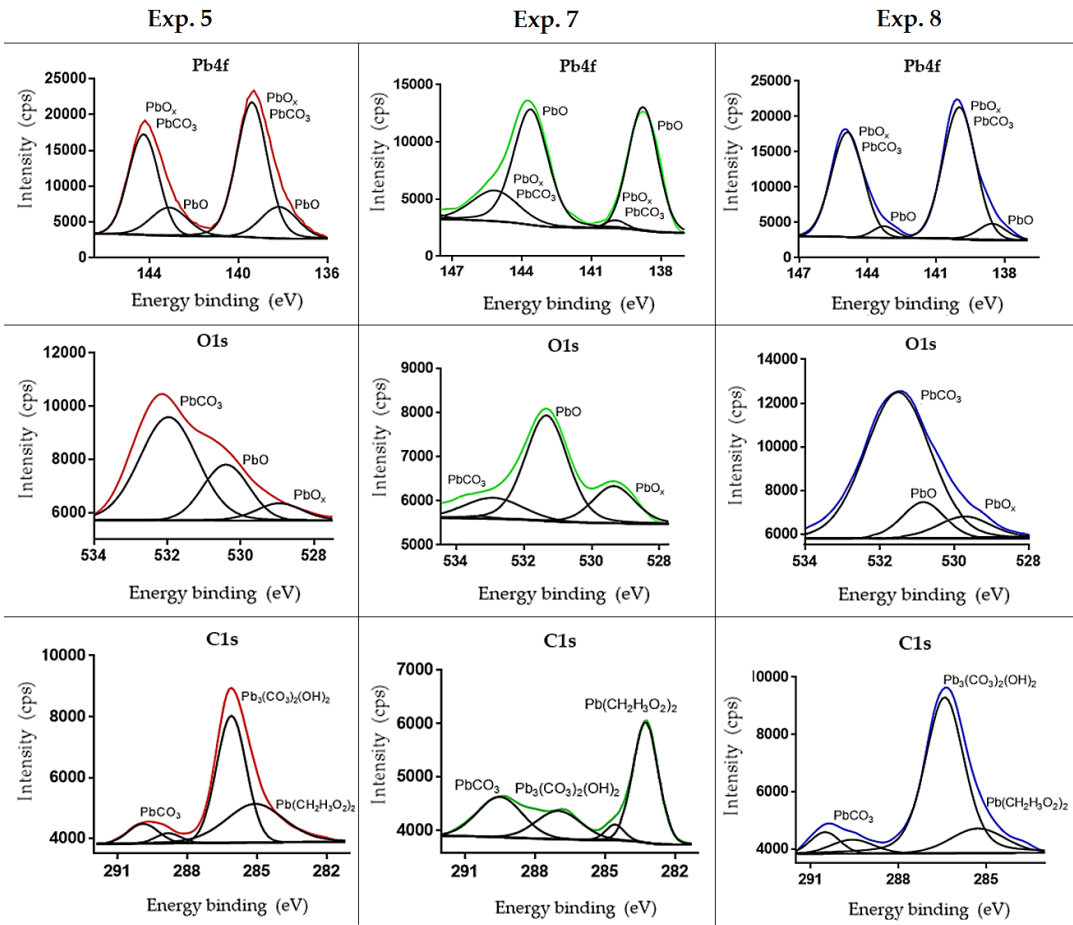 Exp. 5
Exp. 7
Exp. 8
Pb4f
Intensity (cps)
25000
20000
15000
10000
5000
0
PbOₓ
PbCO₃
PbO
PbOₓ
PbCO₃
PbO
144
140
136
Energy binding (eV)
Pb4f
Intensity (cps)
15000
10000
5000
0
PbO
PbOₓ
PbCO₃
PbO
PbOₓ
PbCO₃
147
144
141
138
Energy binding (eV)
Pb4f
Intensity (cps)
25000
20000
15000
10000
5000
0
PbOₓ
PbCO₃
PbO
PbOₓ
PbCO₃
PbO
147
144
141
138
Energy binding (eV)
O1s
Intensity (cps)
12000
10000
8000
6000
PbCO₃
PbO
PbOₓ
534
532
530
528
Energy binding (eV)
O1s
Intensity (cps)
9000
8000
7000
6000
5000
PbCO₃
PbO
PbOₓ
534
532
530
528
Energy binding (eV)
O1s
Intensity (cps)
14000
12000
10000
8000
6000
PbCO₃
PbO
PbOₓ
534
532
530
528
Energy binding (eV)
C1s
Intensity (cps)
10000
8000
6000
4000
PbCO₃
Pb₃(CO₃)₂(OH)₂
Pb(CH₂H₃O₂)₂
291
288
285
282
Energy binding (eV)
C1s
Intensity (cps)
7000
6000
5000
4000
PbCO₃
Pb₃(CO₃)₂(OH)₂
Pb(CH₂H₃O₂)₂
291
288
285
282
Energy binding (eV)
C1s
Intensity (cps)
10000
8000
6000
4000
PbCO₃
Pb₃(CO₃)₂(OH)₂
Pb(CH₂H₃O₂)₂
291
288
285
Energy binding (eV)